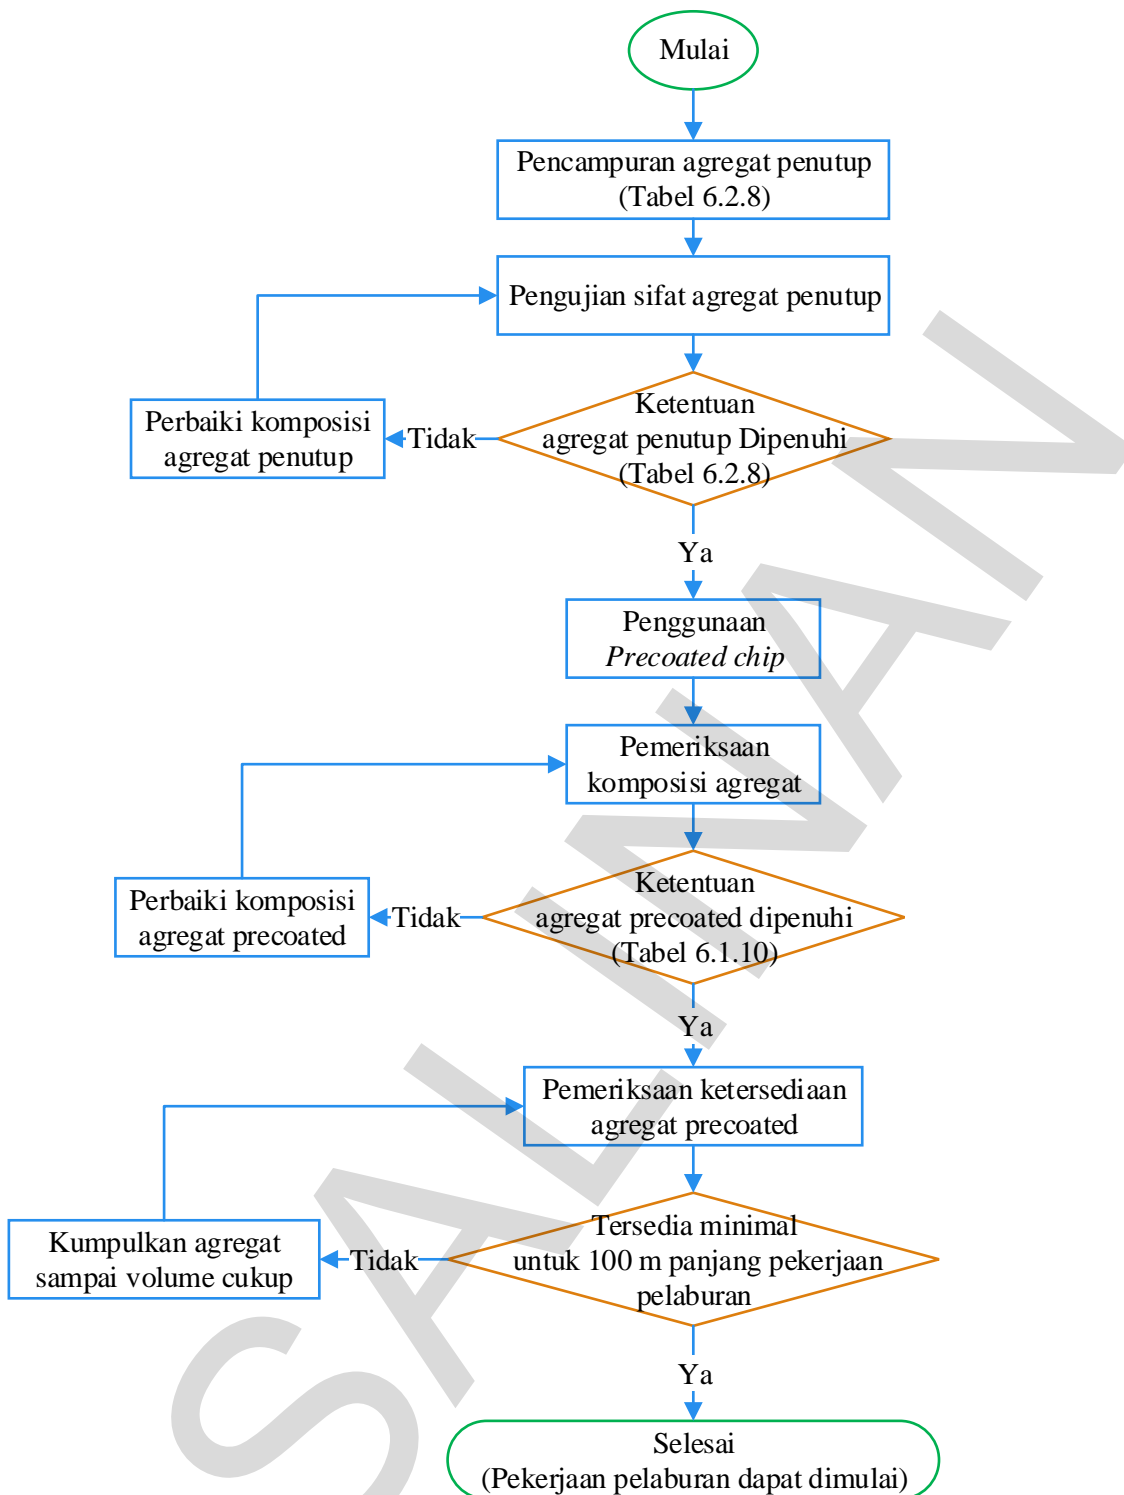 Mulai
Pencampuran agregat penutup
(Tabel 6.2.8)
Pengujian sifat agregat penutup
Ketentuan
agregat penutup Dipenuhi
(Tabel 6.2.8)
Tidak
Perbaiki komposisi
agregat penutup
Ya
Penggunaan
Precoated chip
Pemeriksaan
komposisi agregat
Ketentuan
agregat precoated dipenuhi
(Tabel 6.1.10)
Tidak
Perbaiki komposisi
agregat precoated
Ya
Pemeriksaan ketersediaan
agregat precoated
Tersedia minimal
untuk 100 m panjang pekerjaan
pelaburan
Tidak
Kumpulkan agregat
sampai volume cukup
Ya
Selesai
(Pekerjaan pelaburan dapat dimulai)
SALINAN